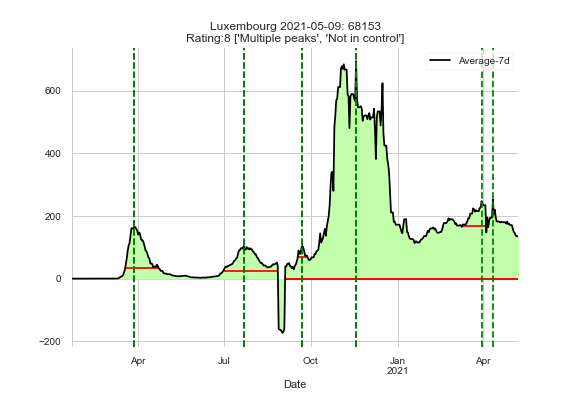 Luxembourg 2021-05-09: 68153
Rating:8 ['Multiple peaks', 'Not in control']
Average-7d
600
400
200
0
−200
Apr
Jul
Oct
Jan
2021
Apr
Date